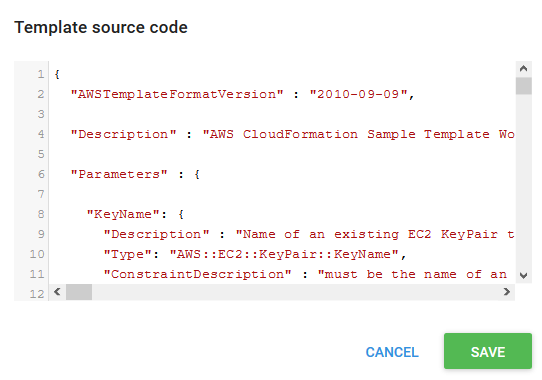 Template source code
1 {
2 "AWSTemplateFormatVersion" : "2010-09-09",
3
4 "Description" : "AWS CloudFormation Sample Template Wo
5
6 "Parameters" : {
7
8 "KeyName": {
9 "Description" : "Name of an existing EC2 KeyPair t
10 "Type": "AWS::EC2::KeyPair::KeyName",
11 "ConstraintDescription" : "must be the name of an
12
CANCEL SAVE